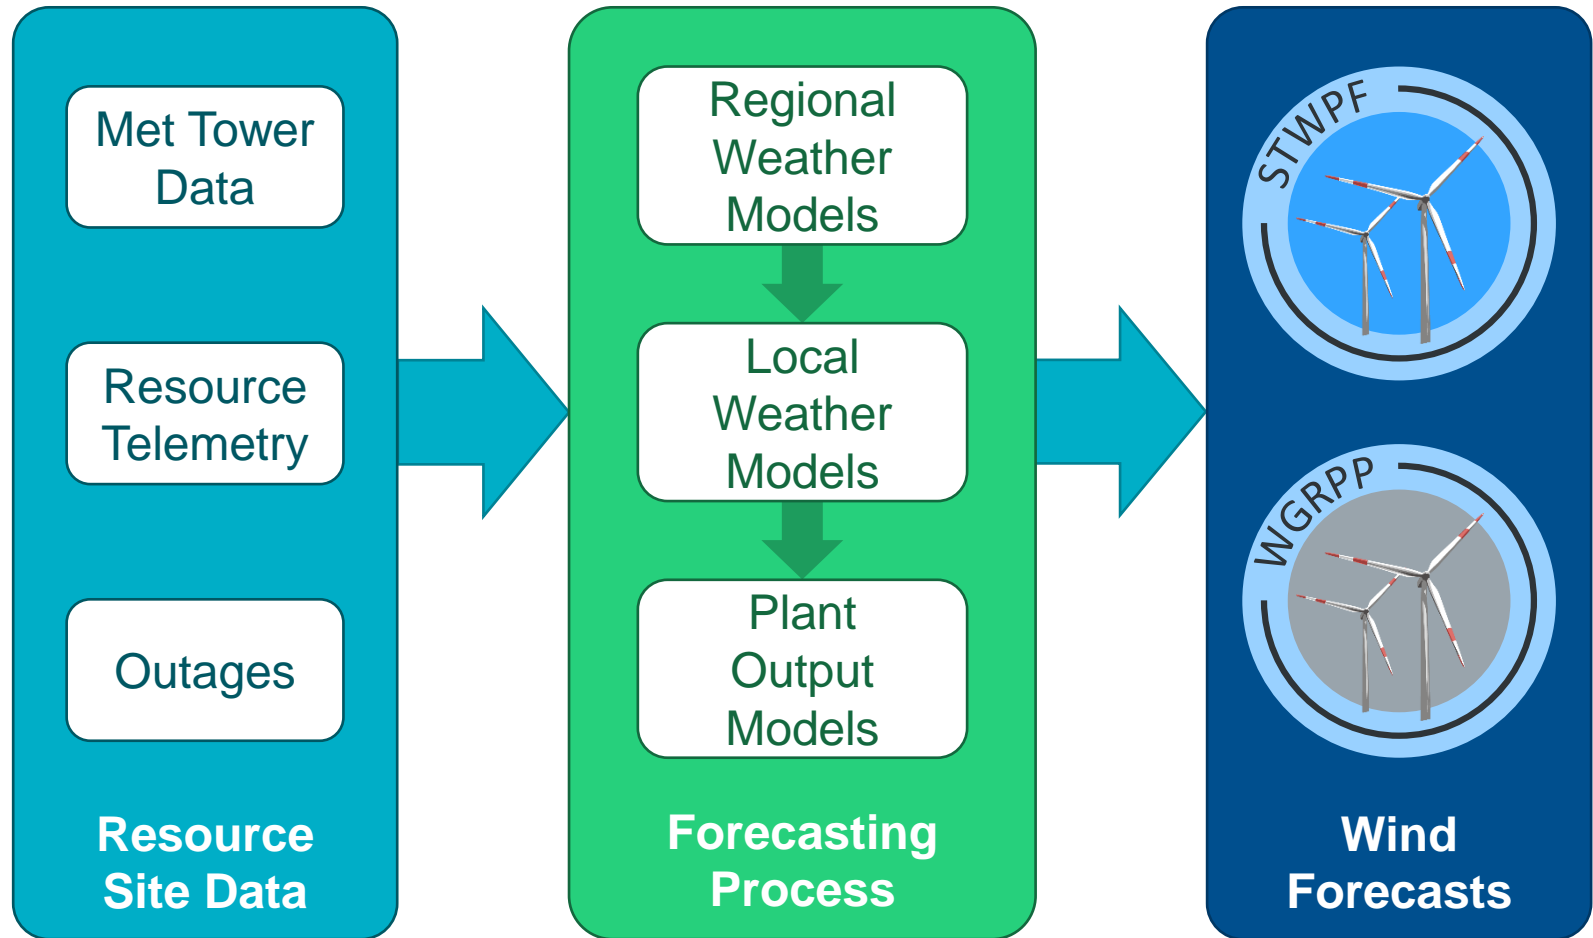 Met Tower
Data
Resource
Telemetry
Outages
Resource
Site Data
Regional
Weather
Models
Local
Weather
Models
Plant
Output
Models
Forecasting
Process
STWPF
WGRPP
Wind
Forecasts